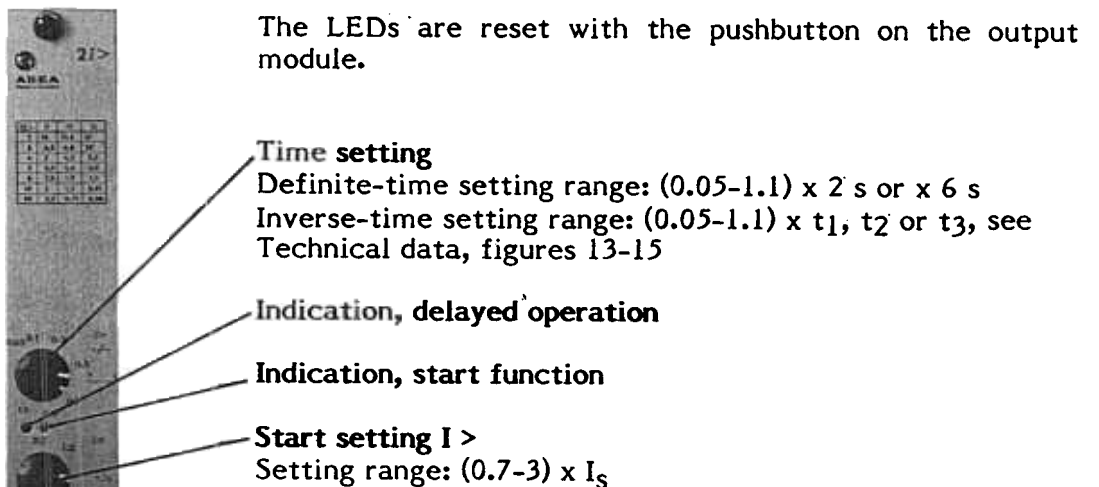 The LEDs are reset with the pushbutton on the output
module.
2I>
ASEA
Time setting
Definite-time setting range: (0.05-1.1) x 2 s or x 6 s
Inverse-time setting range: (0.05-1.1) x t1, t2 or t3, see
Technical data, figures 13-15
Indication, delayed operation
Indication, start function
Start setting I >
Setting range: (0.7-3) x Is